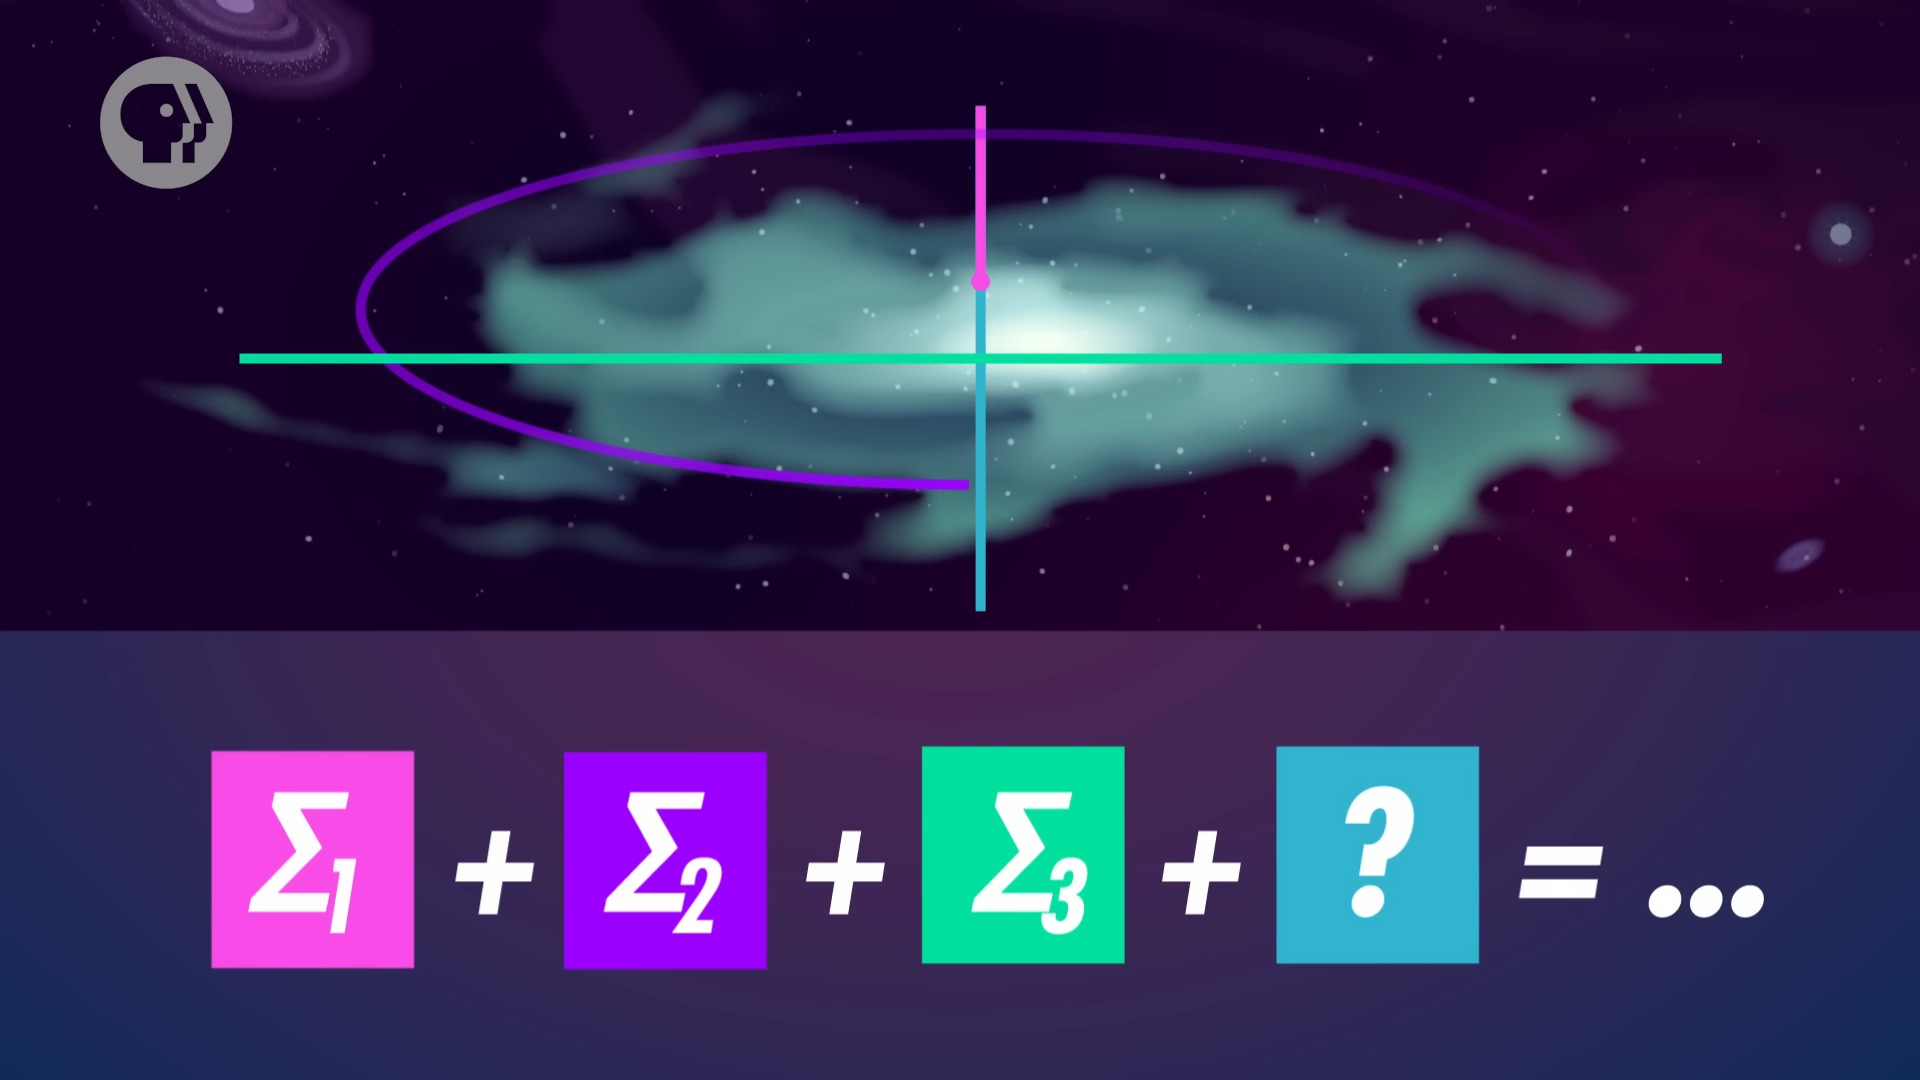 Σ1 + Σ2 + Σ3 + ? = ...